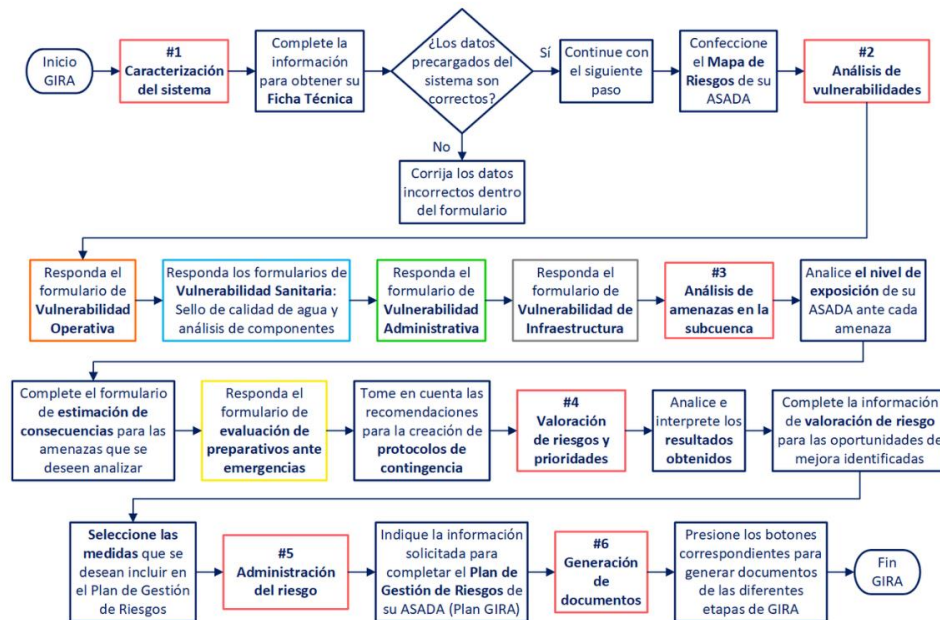 Inicio
GIRA
#1
Caracterización
del sistema
Complete la
información
para obtener su
Ficha Técnica
¿Los datos
precargados del
sistema son
correctos?
Sí
No
Corrija los datos
incorrectos dentro
del formulario
Continue con
el siguiente
paso
Confeccione
el Mapa de
Riesgos de su
ASADA
#2
Análisis de
vulnerabilidades
Responda el
formulario de
Vulnerabilidad
Operativa
Responda los formularios de
Vulnerabilidad Sanitaria:
Sello de calidad de agua y
análisis de componentes
Responda el
formulario de
Vulnerabilidad
Administrativa
Responda el
formulario de
Vulnerabilidad de
Infraestructura
#3
Análisis de
amenazas en la
subcuenca
Analice el nivel de
exposición de su
ASADA ante cada
amenaza
Complete el formulario
de estimación de
consecuencias para las
amenazas que se
deseen analizar
Responda el
formulario de
evaluación de
preparativos ante
emergencias
Tome en cuenta las
recomendaciones
para la creación de
protocolos de
contingencia
#4
Valoración
de riesgos y
prioridades
Analice e
interprete los
resultados
obtenidos
Complete la información
de valoración de riesgo
para las oportunidades de
mejora identificadas
Seleccione las
medidas que se
desean incluir en
el Plan de Gestión
de Riesgos
#5
Administración
del riesgo
Indique la información
solicitada para
completar el Plan de
Gestión de Riesgos de
su ASADA (Plan GIRA)
#6
Generación
de
documentos
Presione los botones
correspondientes para
generar documentos
de las diferentes
etapas de GIRA
Fin
GIRA